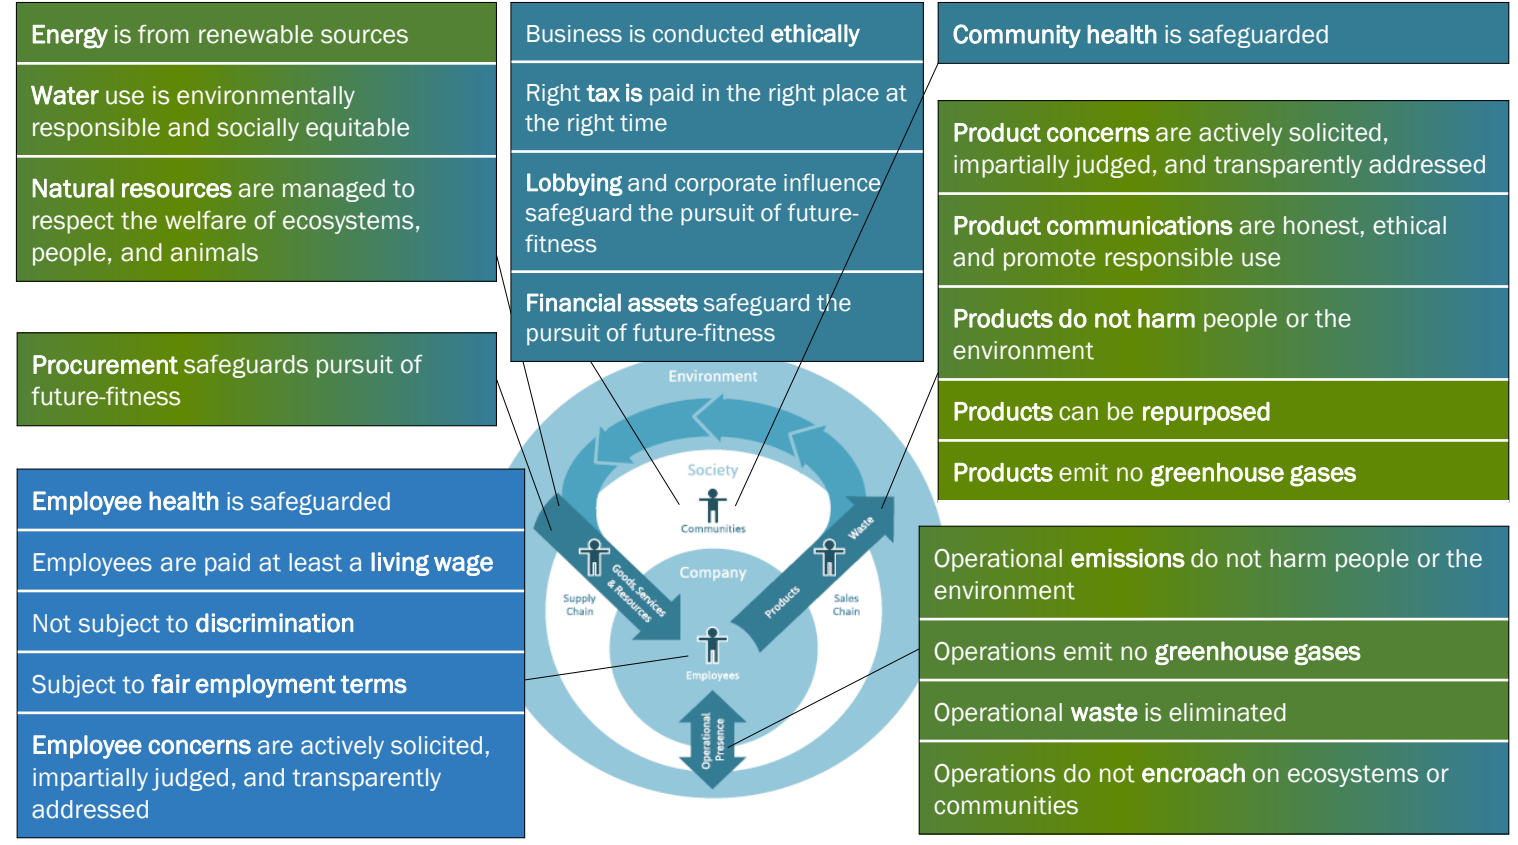 Energy is from renewable sources
Water use is environmentally
responsible and socially equitable
Natural resources are managed to
respect the welfare of ecosystems,
people, and animals
Procurement safeguards pursuit of
future-fitness
Employee health is safeguarded
Employees are paid at least a living wage
Not subject to discrimination
Subject to fair employment terms
Employee concerns are actively solicited,
impartially judged, and transparently
addressed
Business is conducted ethically
Right tax is paid in the right place at
the right time
Lobbying and corporate influence
safeguard the pursuit of future-
fitness
Financial assets safeguard the
pursuit of future-fitness
Environment
Society
Communities
Company
Goods, Services
& Resources
Supply
Chain
Products
Waste
Sales
Chain
Employees
Operational
Presence
Community health is safeguarded
Product concerns are actively solicited,
impartially judged, and transparently addressed
Product communications are honest, ethical
and promote responsible use
Products do not harm people or the
environment
Products can be repurposed
Products emit no greenhouse gases
Operational emissions do not harm people or the
environment
Operations emit no greenhouse gases
Operational waste is eliminated
Operations do not encroach on ecosystems or
communities